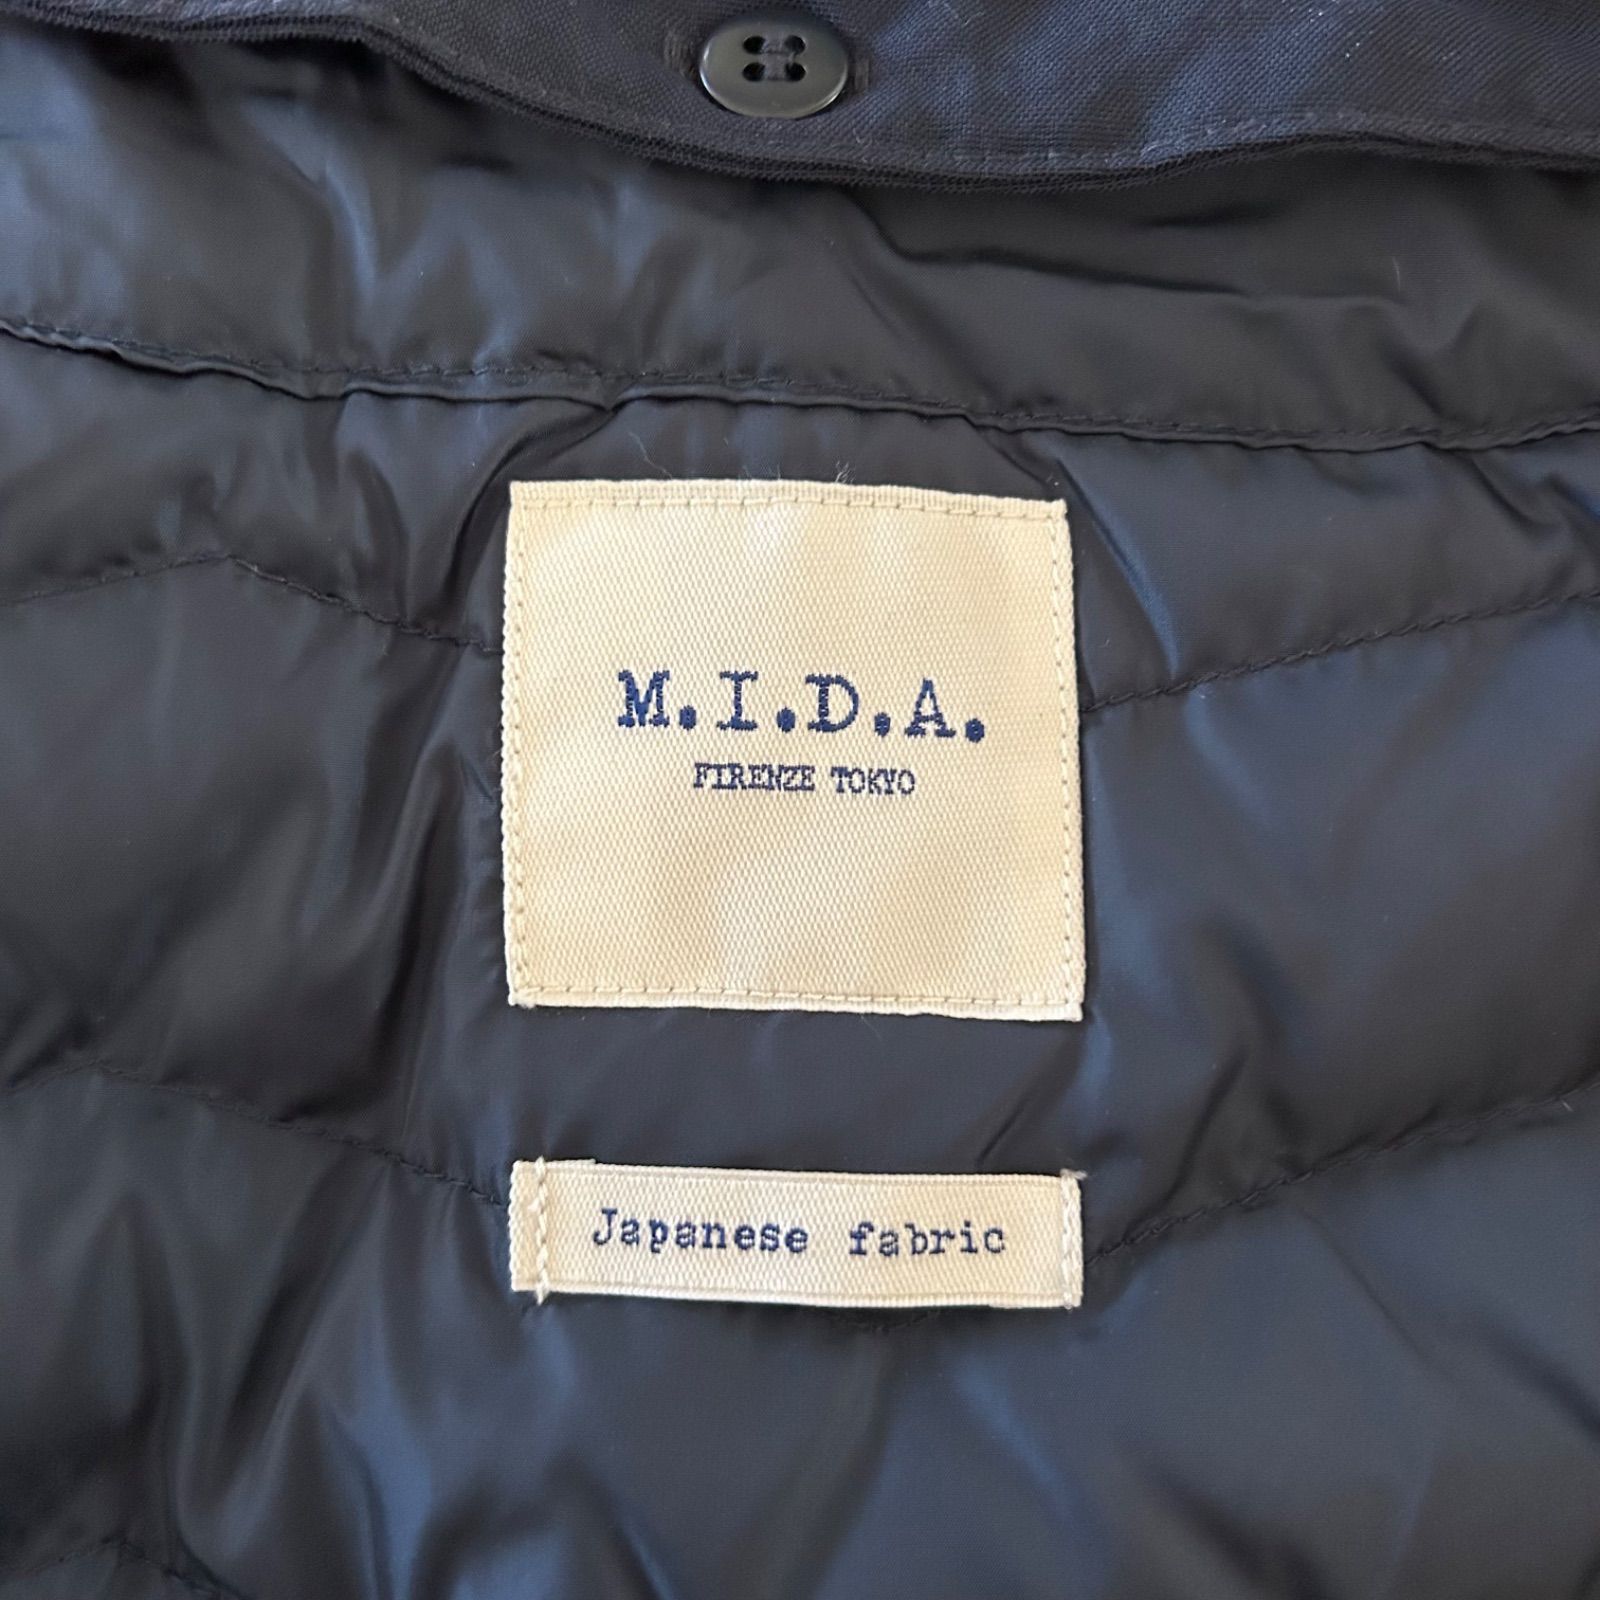 M.I.D.A.
FIRENZE TOKYO
Japanese fabric